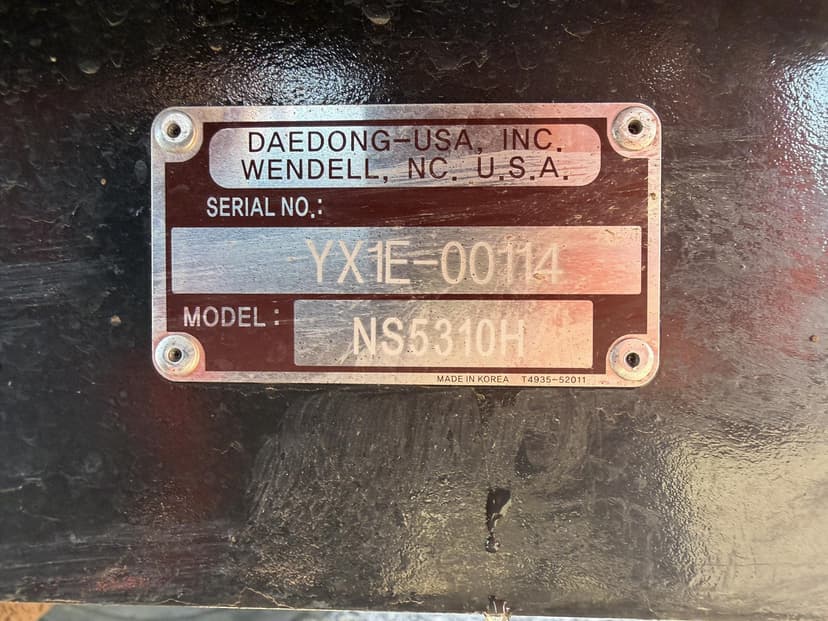 DAEDONG-USA, INC.
WENDELL, NC. U.S.A.
SERIAL NO.:
YX1E-00114
MODEL: NS5310H
MADE IN KOREA T4935-52011